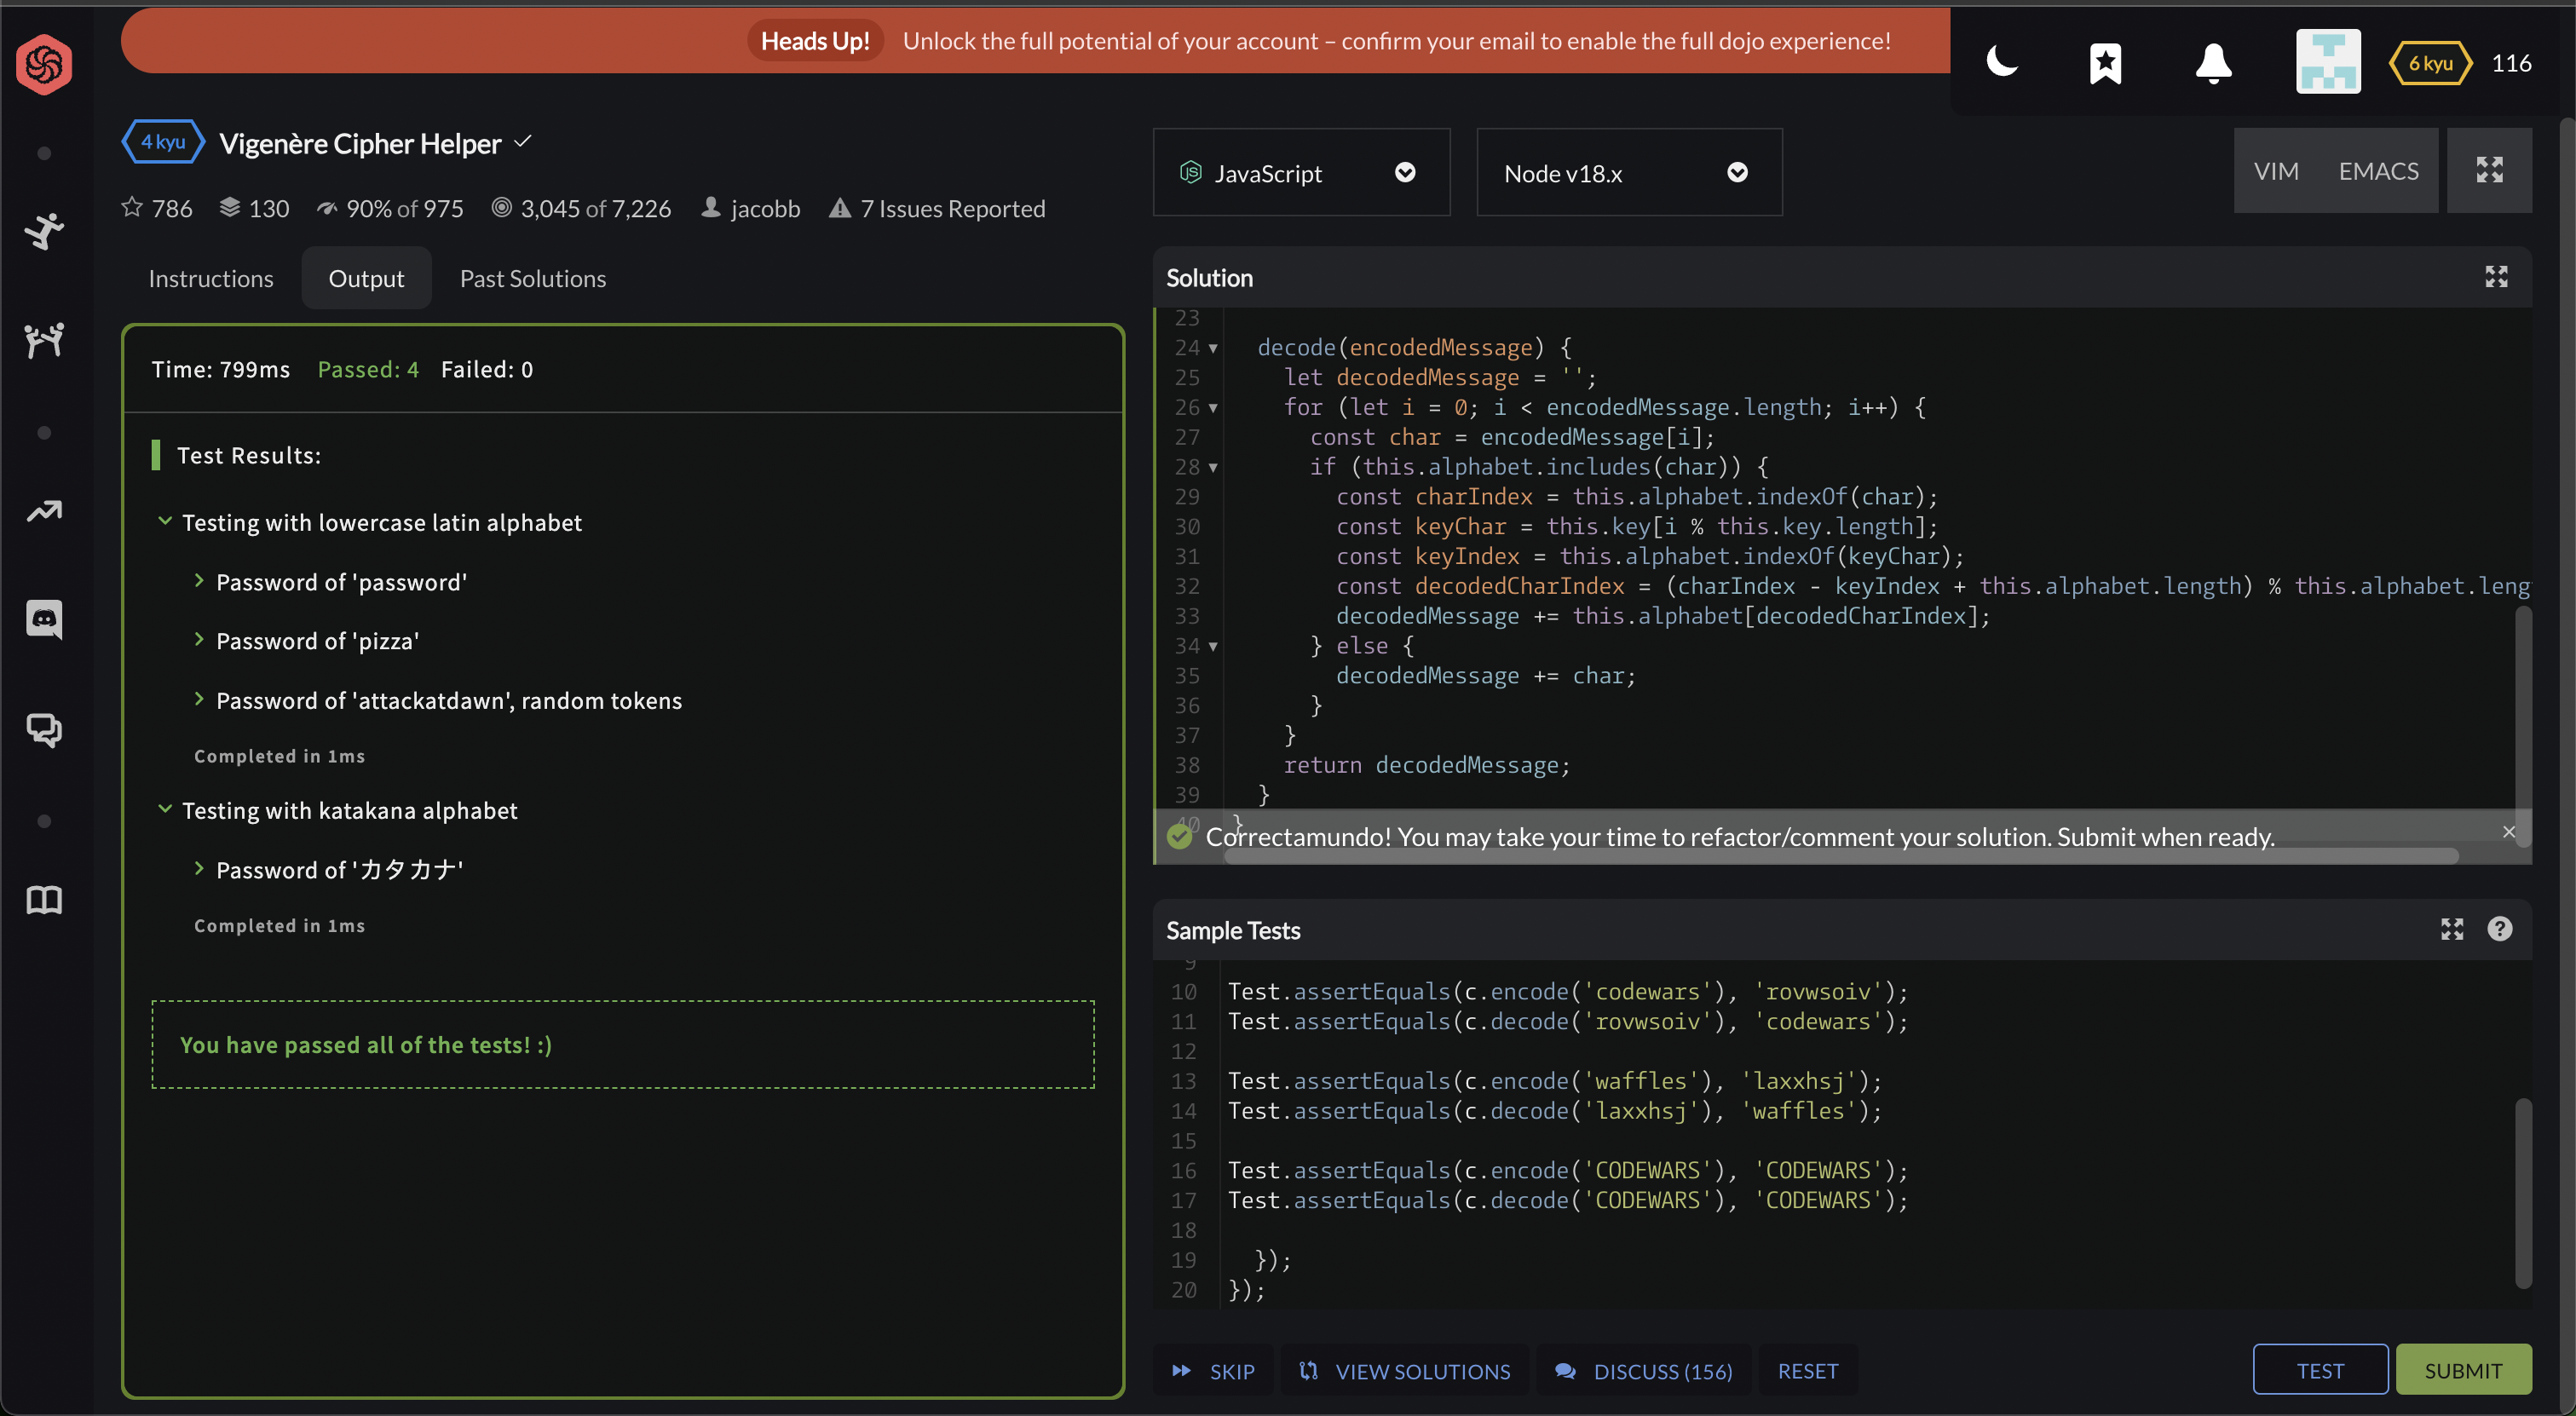 Heads Up! Unlock the full potential of your account – confirm your email to enable the full dojo experience!
6 kyu 116
4 kyu Vigenère Cipher Helper
786 130 90% of 975 3,045 of 7,226 jacobb 7 Issues Reported
Instructions Output Past Solutions
Time: 799ms Passed: 4 Failed: 0
Test Results:
Testing with lowercase latin alphabet
Password of 'password'
Password of 'pizza'
Password of 'attackatdawn', random tokens
Completed in 1ms
Testing with katakana alphabet
Password of 'カタカナ'
Completed in 1ms
You have passed all of the tests! :)
JS JavaScript Node v18.x VIM EMACS
Solution
23
24 decode(encodedMessage) {
25 let decodedMessage = '';
26 for (let i = 0; i < encodedMessage.length; i++) {
27 const char = encodedMessage[i];
28 if (this.alphabet.includes(char)) {
29 const charIndex = this.alphabet.indexOf(char);
30 const keyChar = this.key[i % this.key.length];
31 const keyIndex = this.alphabet.indexOf(keyChar);
32 const decodedCharIndex = (charIndex - keyIndex + this.alphabet.length) % this.alphabet.leng
33 decodedMessage += this.alphabet[decodedCharIndex];
34 } else {
35 decodedMessage += char;
36 }
37 }
38 return decodedMessage;
39 }
40 }
Correctamundo! You may take your time to refactor/comment your solution. Submit when ready.
Sample Tests
9
10 Test.assertEquals(c.encode('codewars'), 'rovwsoiv');
11 Test.assertEquals(c.decode('rovwsoiv'), 'codewars');
12
13 Test.assertEquals(c.encode('waffles'), 'laxxhsj');
14 Test.assertEquals(c.decode('laxxhsj'), 'waffles');
15
16 Test.assertEquals(c.encode('CODEWARS'), 'CODEWARS');
17 Test.assertEquals(c.decode('CODEWARS'), 'CODEWARS');
18
19 });
20 });
SKIP VIEW SOLUTIONS DISCUSS (156) RESET TEST SUBMIT